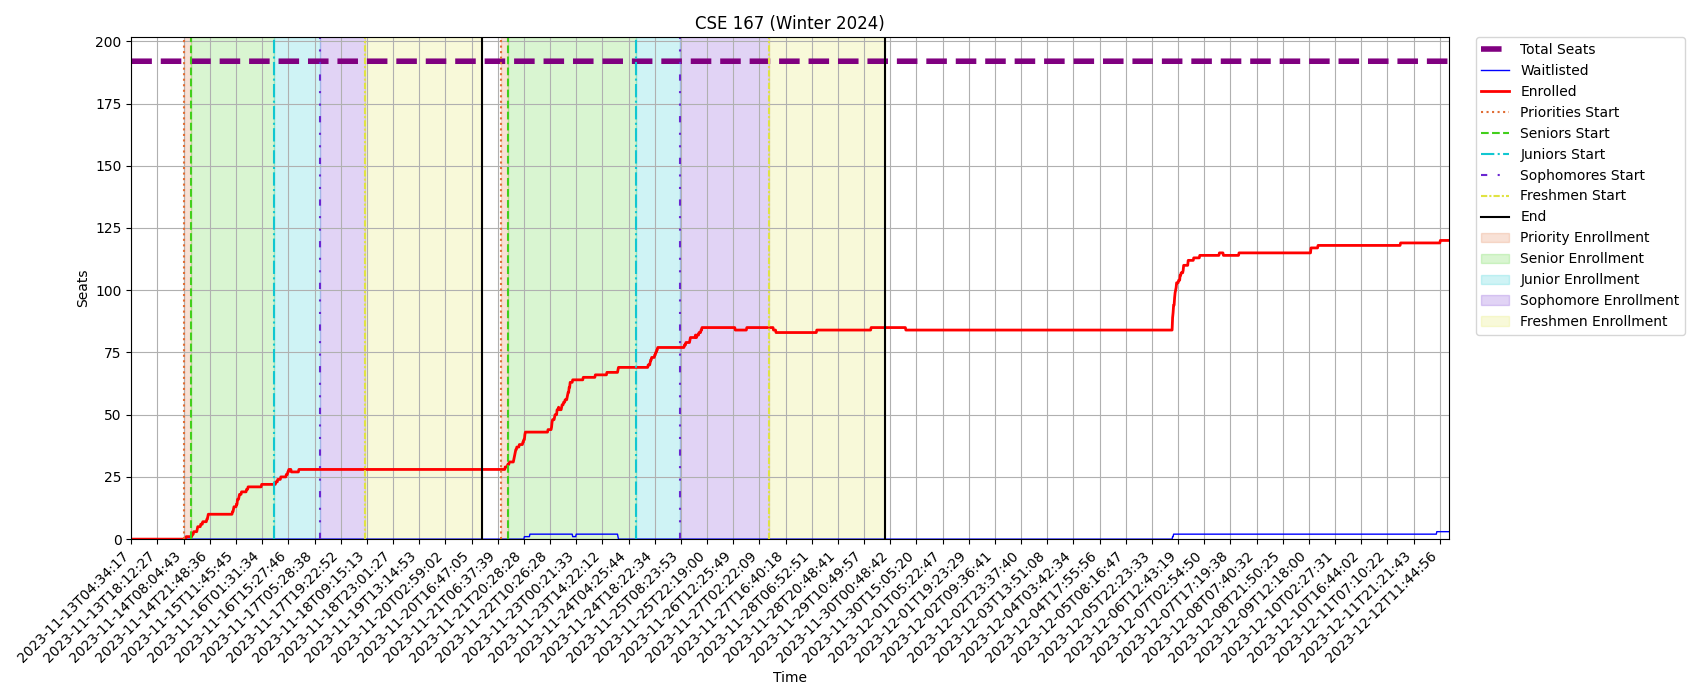 CSE 167 (Winter 2024)
200
175
150
125
100
75
50
25
0
Seats
2023-11-13T04:34:17
2023-11-13T18:12:27
2023-11-14T08:04:43
2023-11-14T21:48:36
2023-11-15T11:45:45
2023-11-16T01:31:34
2023-11-16T15:27:46
2023-11-17T05:28:38
2023-11-17T19:22:52
2023-11-18T09:15:13
2023-11-18T23:01:27
2023-11-19T13:14:53
2023-11-20T02:59:02
2023-11-20T16:47:05
2023-11-21T06:37:39
2023-11-21T20:28:28
2023-11-22T10:26:28
2023-11-23T00:21:33
2023-11-23T14:22:12
2023-11-24T04:25:44
2023-11-24T18:22:34
2023-11-25T08:23:53
2023-11-25T22:19:00
2023-11-26T12:25:49
2023-11-27T02:22:09
2023-11-27T16:40:18
2023-11-28T06:52:51
2023-11-28T20:48:41
2023-11-29T10:49:57
2023-11-30T00:48:42
2023-11-30T15:05:20
2023-12-01T05:22:47
2023-12-01T19:23:29
2023-12-02T09:36:41
2023-12-02T23:37:40
2023-12-03T13:51:08
2023-12-04T03:42:34
2023-12-04T17:55:56
2023-12-05T08:16:47
2023-12-05T22:23:33
2023-12-06T12:43:19
2023-12-07T02:54:50
2023-12-07T17:19:38
2023-12-08T07:40:32
2023-12-08T21:50:25
2023-12-09T12:18:00
2023-12-10T02:27:31
2023-12-10T16:44:02
2023-12-11T07:10:22
2023-12-11T21:21:43
2023-12-12T11:44:56
Time
Total Seats
Waitlisted
Enrolled
Priorities Start
Seniors Start
Juniors Start
Sophomores Start
Freshmen Start
End
Priority Enrollment
Senior Enrollment
Junior Enrollment
Sophomore Enrollment
Freshmen Enrollment